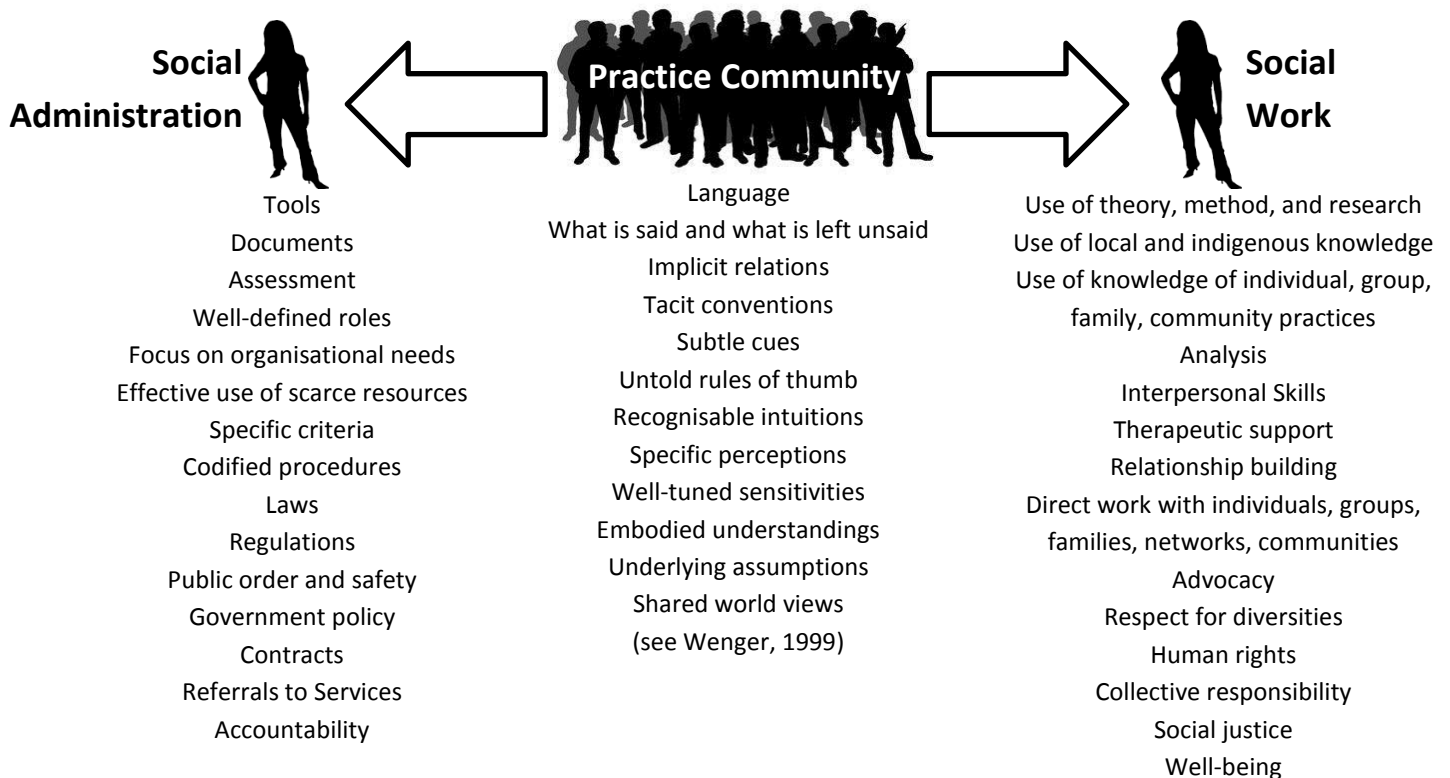 Social
Administration
Tools
Documents
Assessment
Well-defined roles
Focus on organisational needs
Effective use of scarce resources
Specific criteria
Codified procedures
Laws
Regulations
Public order and safety
Government policy
Contracts
Referrals to Services
Accountability
Practice Community
Language
What is said and what is left unsaid
Implicit relations
Tacit conventions
Subtle cues
Untold rules of thumb
Recognisable intuitions
Specific perceptions
Well-tuned sensitivities
Embodied understandings
Underlying assumptions
Shared world views
(see Wenger, 1999)
Social
Work
Use of theory, method, and research
Use of local and indigenous knowledge
Use of knowledge of individual, group,
family, community practices
Analysis
Interpersonal Skills
Therapeutic support
Relationship building
Direct work with individuals, groups,
families, networks, communities
Advocacy
Respect for diversities
Human rights
Collective responsibility
Social justice
Well-being